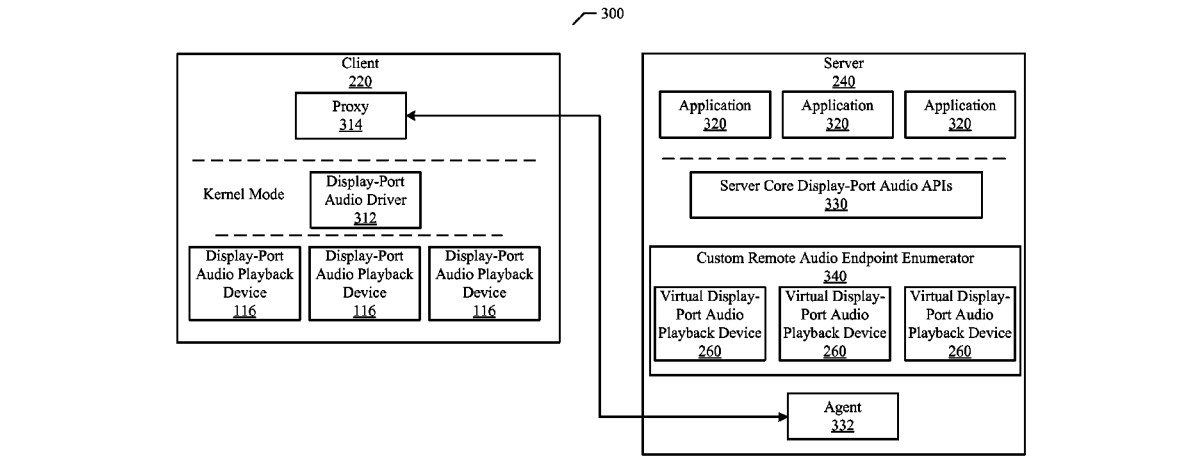 300
Client
220
Proxy
314
Kernel Mode
Display-Port
Audio Driver
312
Display-Port
Audio Playback
Device
116
Display-Port
Audio Playback
Device
116
Display-Port
Audio Playback
Device
116
Server
240
Application
320
Application
320
Application
320
Server Core Display-Port Audio APIs
330
Custom Remote Audio Endpoint Enumerator
340
Virtual Display-
Port Audio
Playback Device
260
Virtual Display-
Port Audio
Playback Device
260
Virtual Display-
Port Audio
Playback Device
260
Agent
332